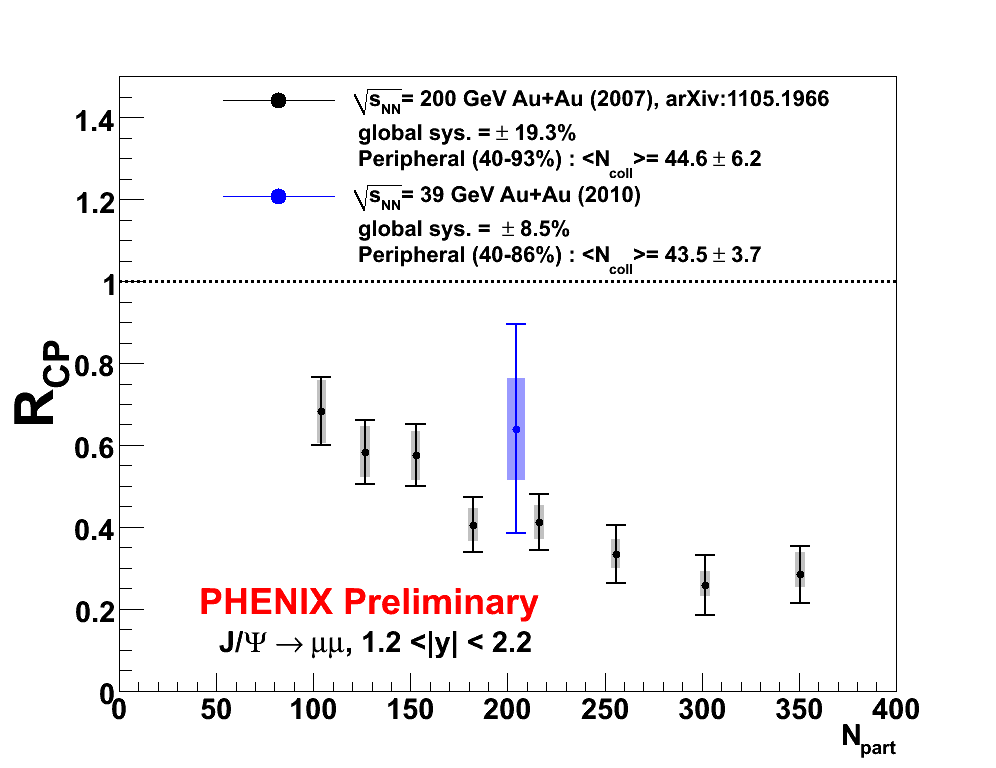 √sNN = 200 GeV Au+Au (2007), arXiv:1105.1966
global sys. = ± 19.3%
Peripheral (40-93%) : <Ncoll>= 44.6 ± 6.2
√sNN = 39 GeV Au+Au (2010)
global sys. = ± 8.5%
Peripheral (40-86%) : <Ncoll>= 43.5 ± 3.7
1.4
1.2
1
0.8
0.6
0.4
0.2
0
RCP
PHENIX Preliminary
J/Ψ → μμ, 1.2 <|y| < 2.2
0 50 100 150 200 250 300 350 400
Npart